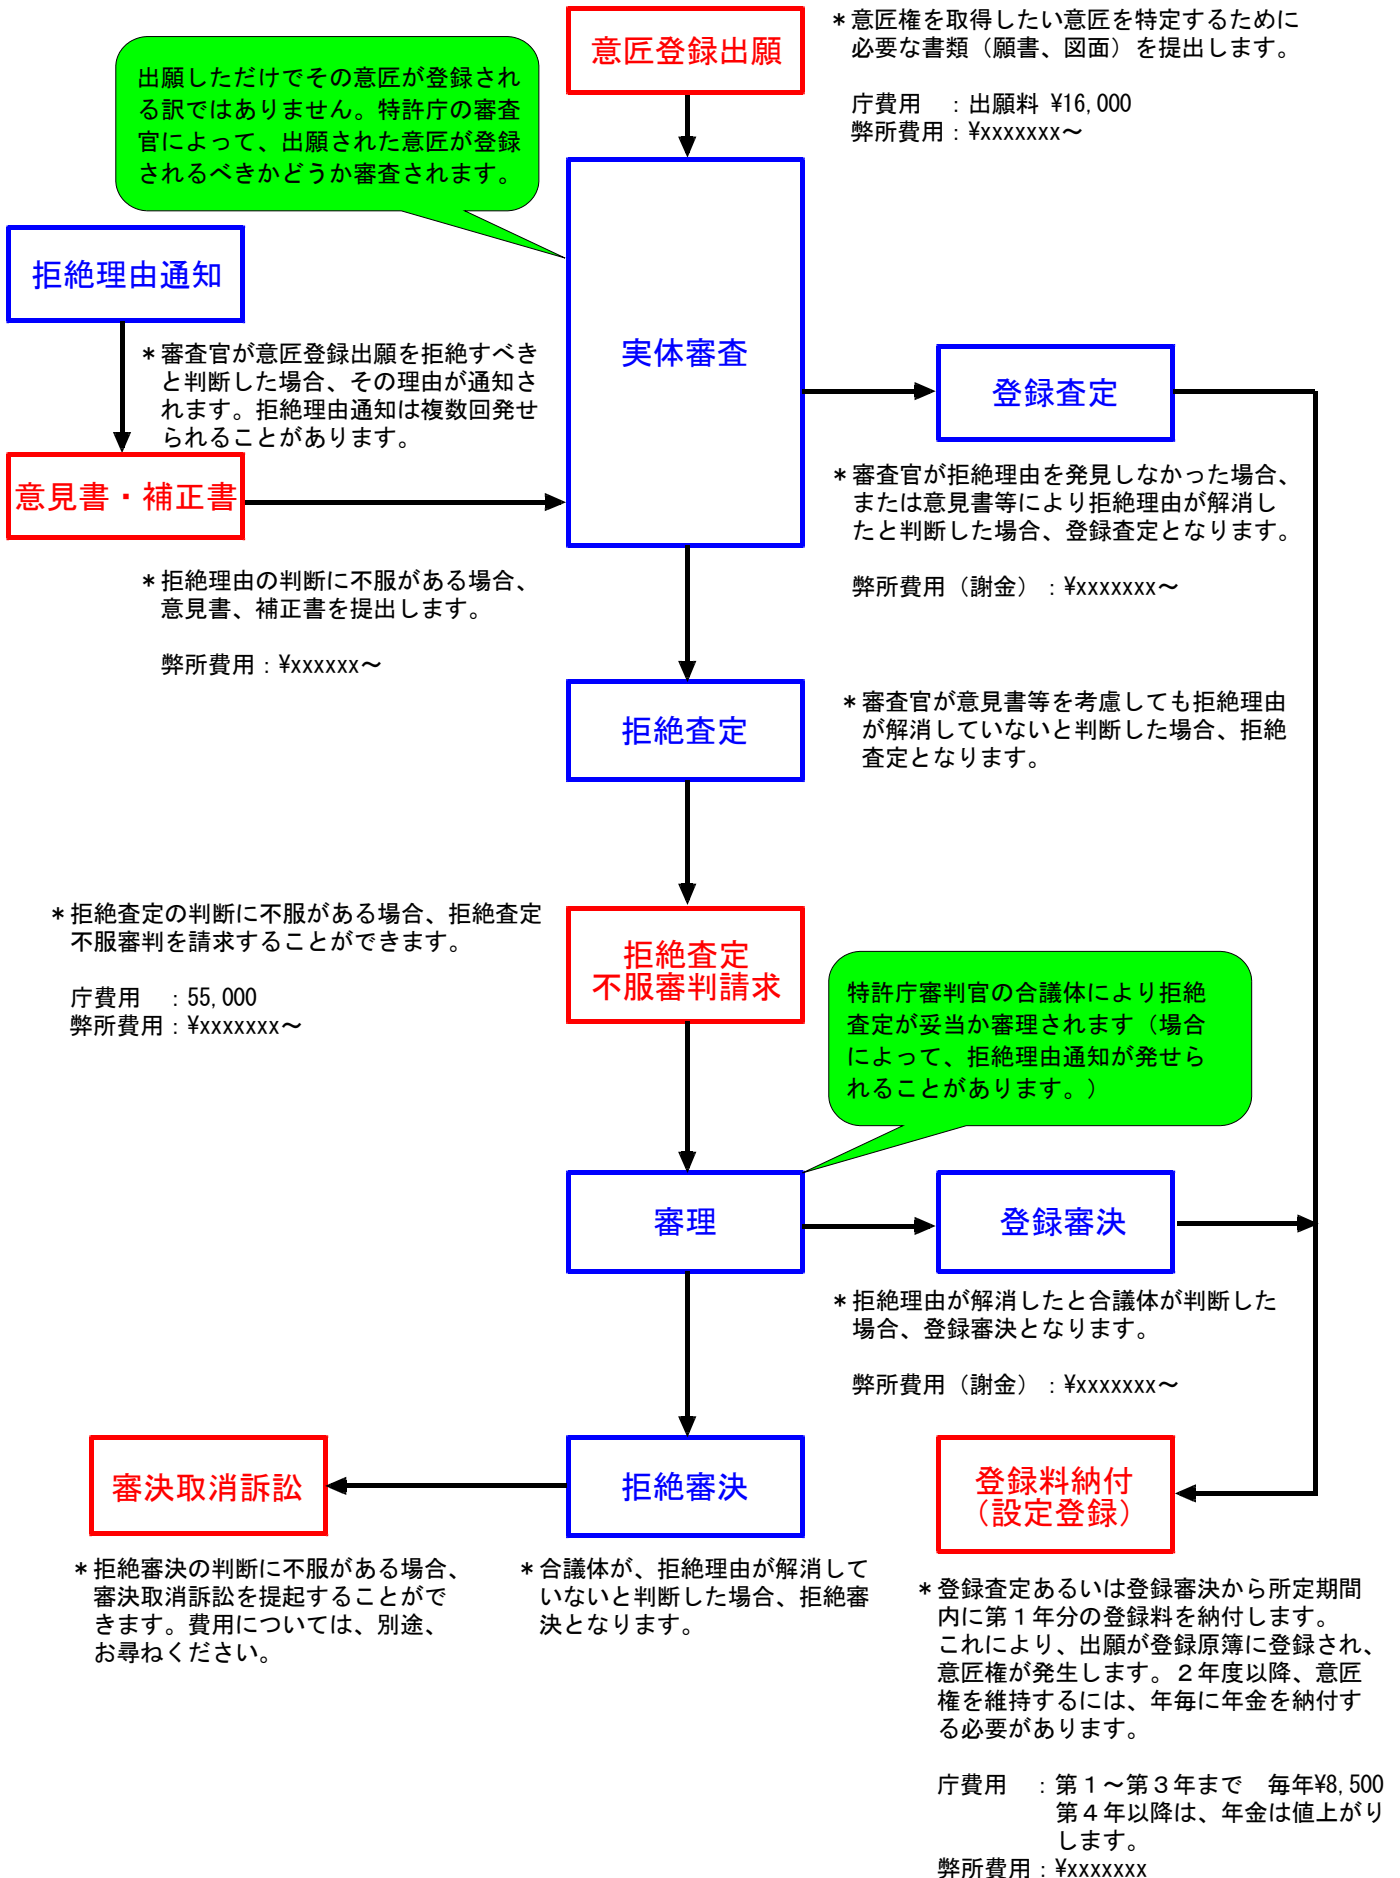 意匠登録出願
＊意匠権を取得したい意匠を特定するために
必要な書類（願書、図面）を提出します。
庁費用　：出願料 ¥16,000
弊所費用：¥xxxxxxx～
出願しただけでその意匠が登録され
る訳ではありません。特許庁の審査
官によって、出願された意匠が登録
されるべきかどうか審査されます。
拒絶理由通知
＊審査官が意匠登録出願を拒絶すべき
と判断した場合、その理由が通知さ
れます。拒絶理由通知は複数回発せ
られることがあります。
実体審査
登録査定
＊審査官が拒絶理由を発見しなかった場合、
または意見書等により拒絶理由が解消し
たと判断した場合、登録査定となります。
弊所費用（謝金）：¥xxxxxxx～
意見書・補正書
＊拒絶理由の判断に不服がある場合、
意見書、補正書を提出します。
弊所費用：¥xxxxxx～
拒絶査定
＊審査官が意見書等を考慮しても拒絶理由
が解消していないと判断した場合、拒絶
査定となります。
＊拒絶査定の判断に不服がある場合、拒絶査定
不服審判を請求することができます。
庁費用　：55,000
弊所費用：¥xxxxxxx～
拒絶査定
不服審判請求
特許庁審判官の合議体により拒絶
査定が妥当か審理されます（場合
によって、拒絶理由通知が発せら
れることがあります。）
審理
登録審決
＊拒絶理由が解消したと合議体が判断した
場合、登録審決となります。
弊所費用（謝金）：¥xxxxxxx～
審決取消訴訟
＊拒絶審決の判断に不服がある場合、
審決取消訴訟を提起することがで
きます。費用については、別途、
お尋ねください。
拒絶審決
＊合議体が、拒絶理由が解消して
いないと判断した場合、拒絶審
決となります。
登録料納付
（設定登録）
＊登録査定あるいは登録審決から所定期間
内に第１年分の登録料を納付します。
これにより、出願が登録原簿に登録され、
意匠権が発生します。２年度以降、意匠
権を維持するには、年毎に年金を納付す
る必要があります。
庁費用　：第１～第３年まで　毎年¥8,500
第４年以降は、年金は値上がり
します。
弊所費用：¥xxxxxxx